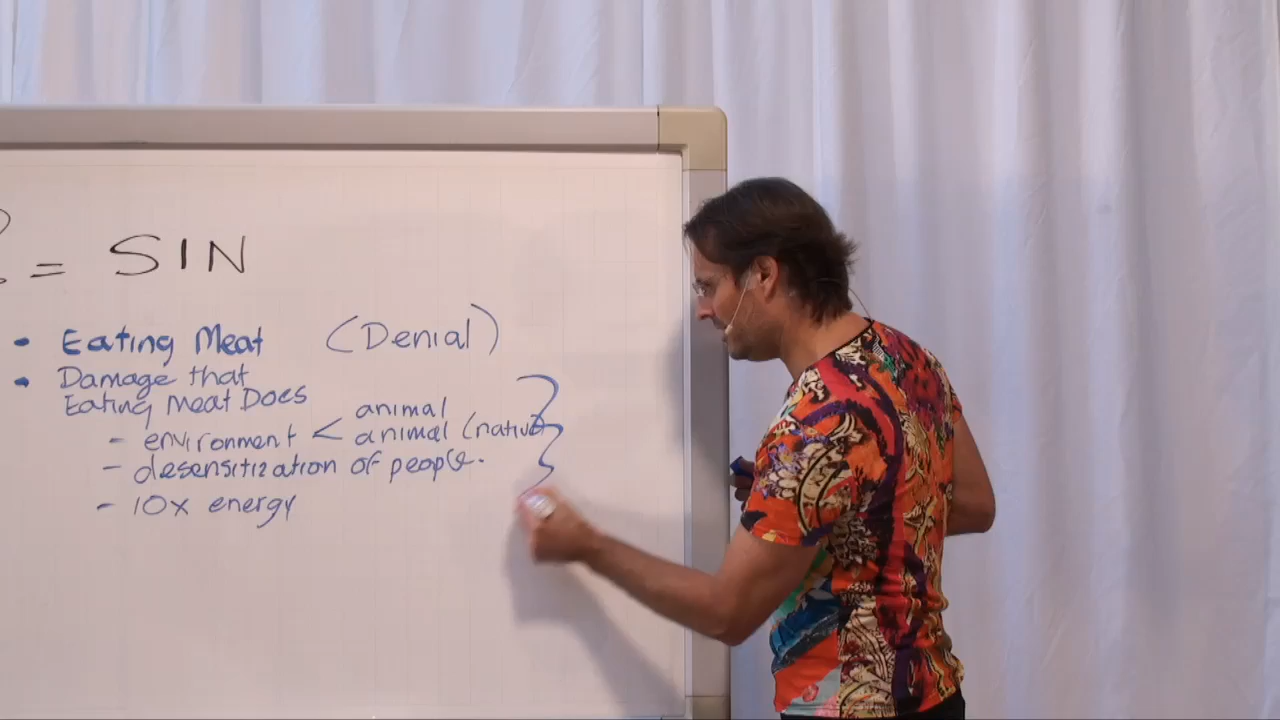 = SIN
• Eating Meat (Denial)
• Damage that
Eating Meat Does
- environment < animal
animal (native
- desensitization of people.
- 10x energy